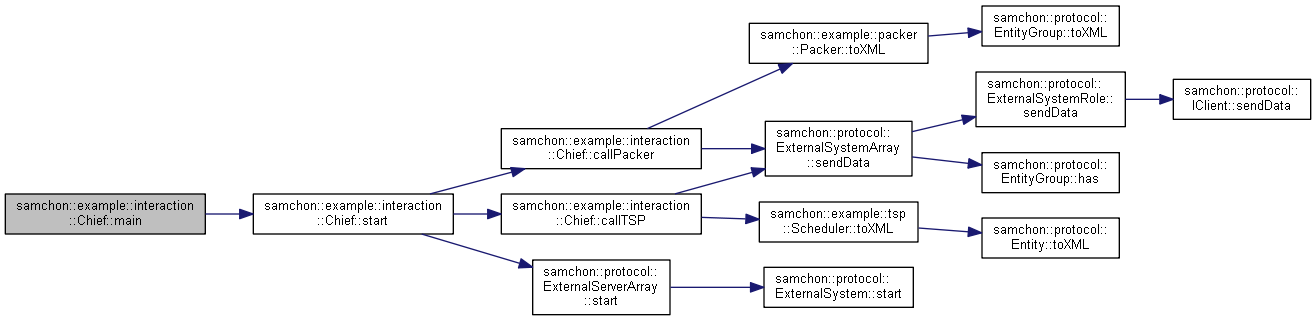 samchon::example::interaction
::Chief::main
samchon::example::interaction
::Chief::start
samchon::example::interaction
::Chief::callPacker
samchon::example::packer
::Packer::toXML
samchon::protocol::
EntityGroup::toXML
samchon::protocol::
ExternalSystemArray
::sendData
samchon::protocol::
ExternalSystemRole::
sendData
samchon::protocol::
IClient::sendData
samchon::protocol::
EntityGroup::has
samchon::example::interaction
::Chief::callTSP
samchon::example::tsp
::Scheduler::toXML
samchon::protocol::
Entity::toXML
samchon::protocol::
ExternalServerArray
::start
samchon::protocol::
ExternalSystem::start